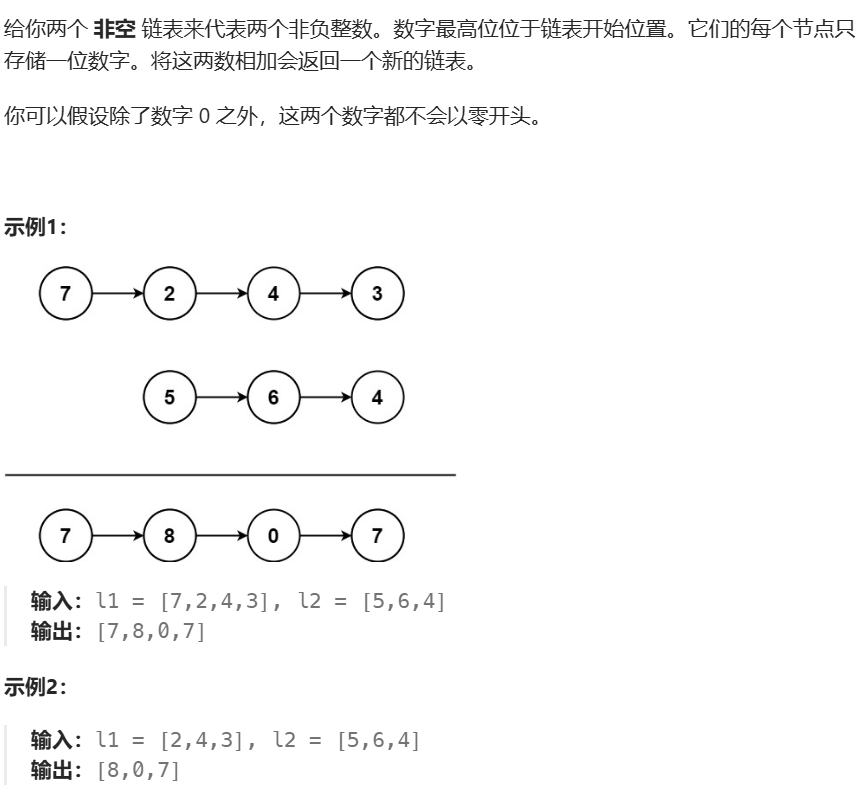 给你两个 非空 链表来代表两个非负整数。数字最高位位于链表开始位置。它们的每个节点只
存储一位数字。将这两数相加会返回一个新的链表。
你可以假设除了数字 0 之外，这两个数字都不会以零开头。
示例1：
7 2 4 3
5 6 4
7 8 0 7
输入：l1 = [7,2,4,3], l2 = [5,6,4]
输出：[7,8,0,7]
示例2：
输入：l1 = [2,4,3], l2 = [5,6,4]
输出：[8,0,7]